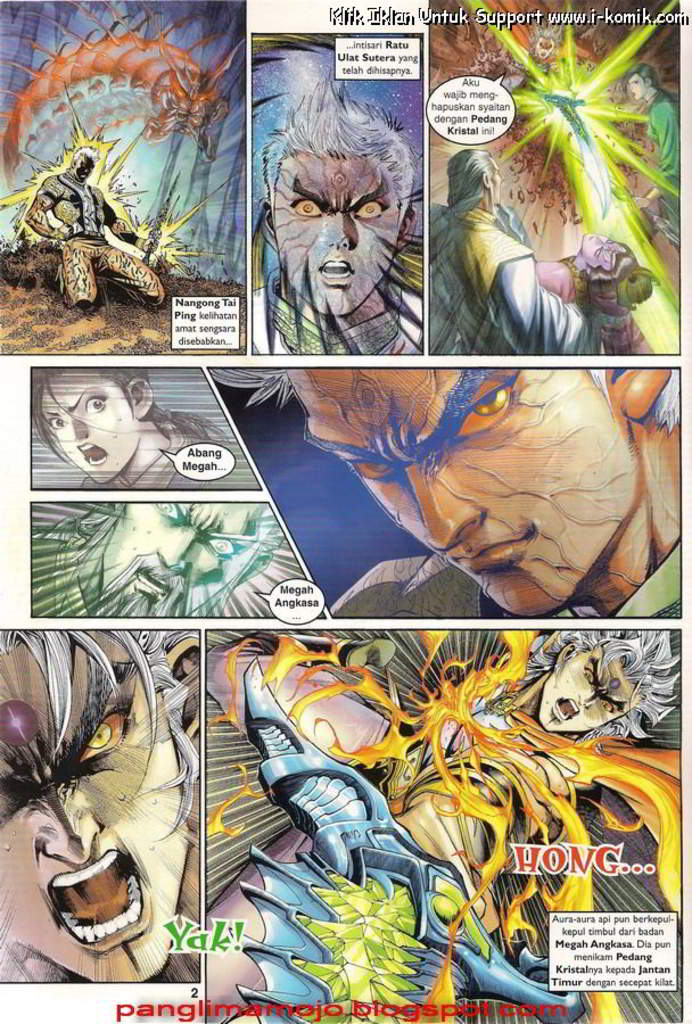 Klik Iklan Untuk Support www.i-komik.com
...intisari Ratu
Ulat Sutera yang
telah dihisapnya.
Aku
wajib meng-
hapuskan syaitan
dengan Pedang
Kristal ini!
Nangong Tai
Ping kelihatan
amat sengsara
disebabkan...
Abang
Megah...
Megah
Angkasa
...
Yak!
HONG...
Aura-aura api pun berkepul-
kepul timbul dari badan
Megah Angkasa. Dia pun
menikam Pedang
Kristalnya kepada Jantan
Timur dengan secepat kilat.
2
panglimamojo.blogspot.com